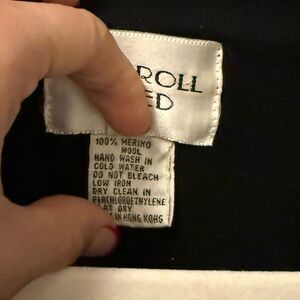 ROLL
ED
100% MERINO
WOOL
HAND WASH IN
COLD WATER
DO NOT BLEACH
LOW IRON
DRY CLEAN IN
PERCHLOROETHYLENE
AT DRY
IN HONG KONG